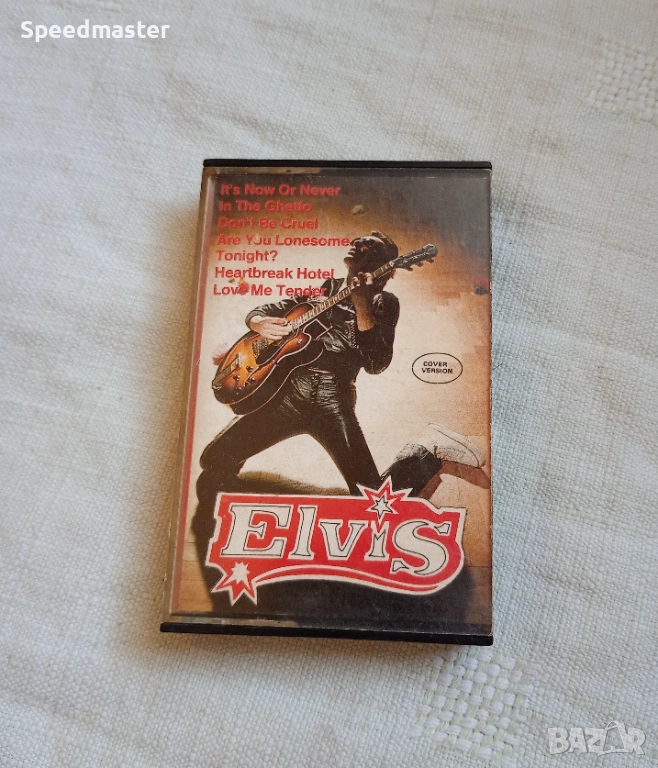 Speedmaster
It's Now Or Never
In The Ghetto
Don't Be Cruel
Are You Lonesome
Tonight?
Heartbreak Hotel
Love Me Tender
COVER
VERSION
Elvis
BAZAR